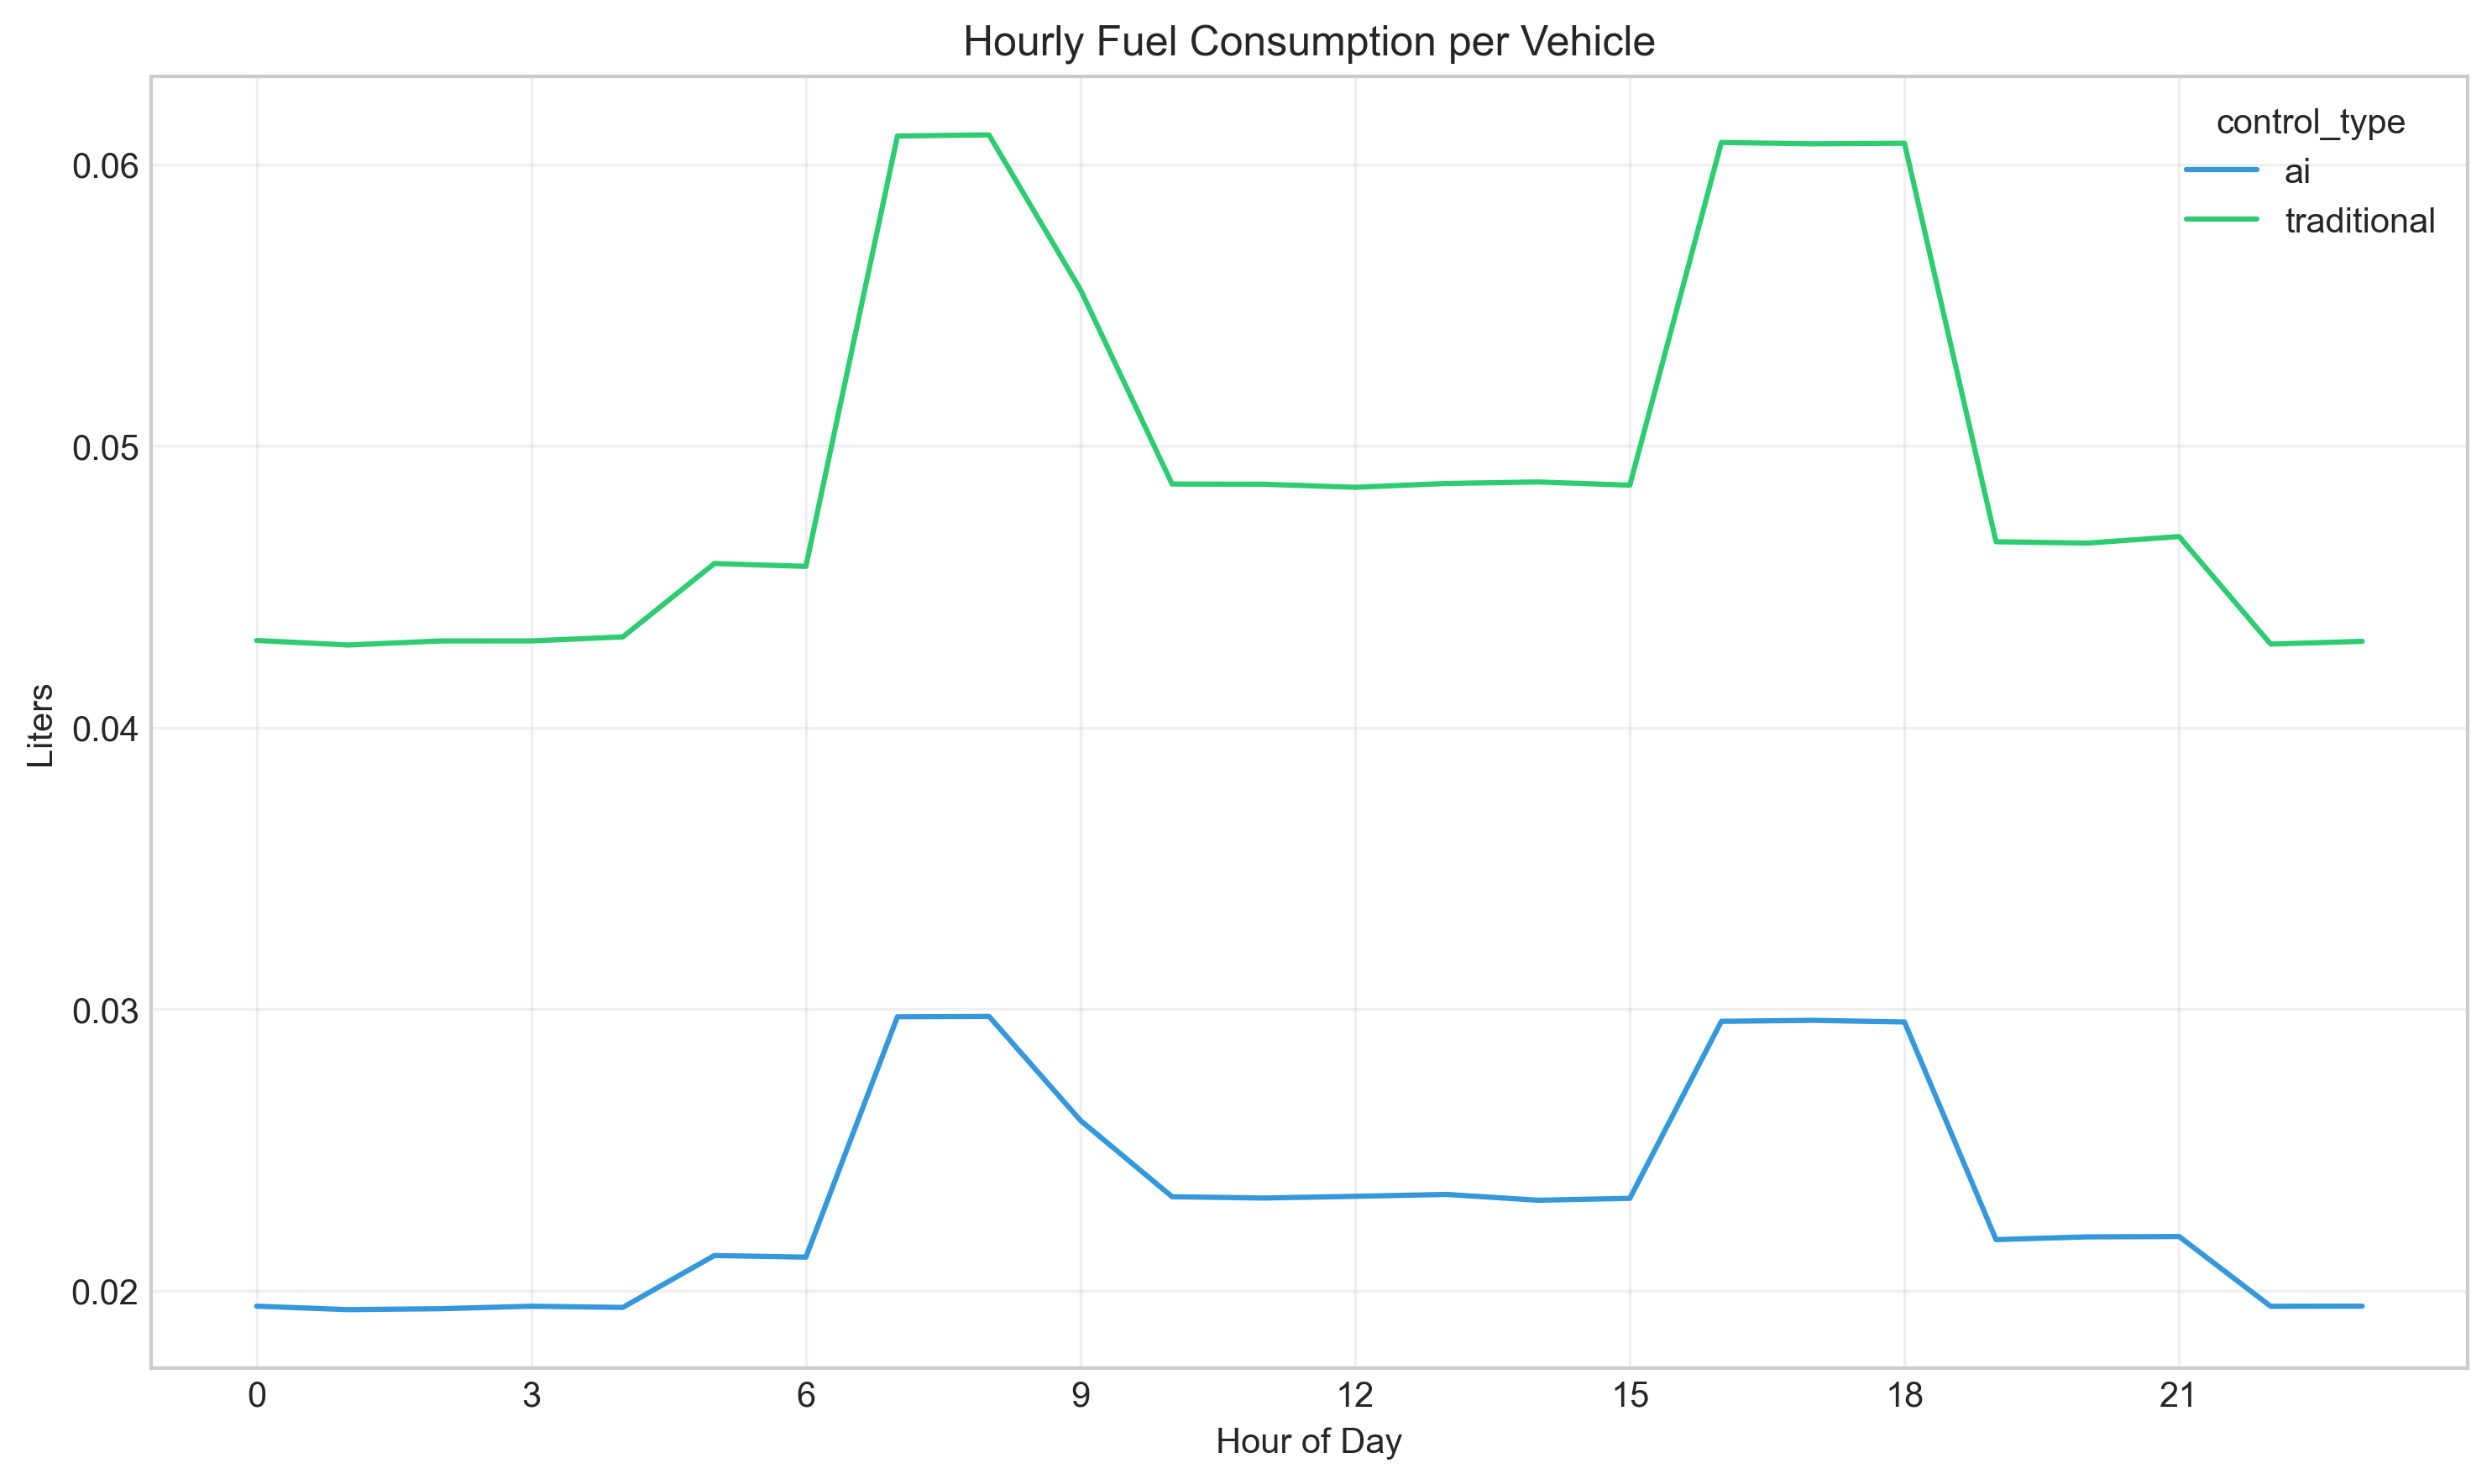 Hourly Fuel Consumption per Vehicle
control_type
ai
traditional
0.06
0.05
0.04
0.03
0.02
Liters
0 3 6 9 12 15 18 21
Hour of Day